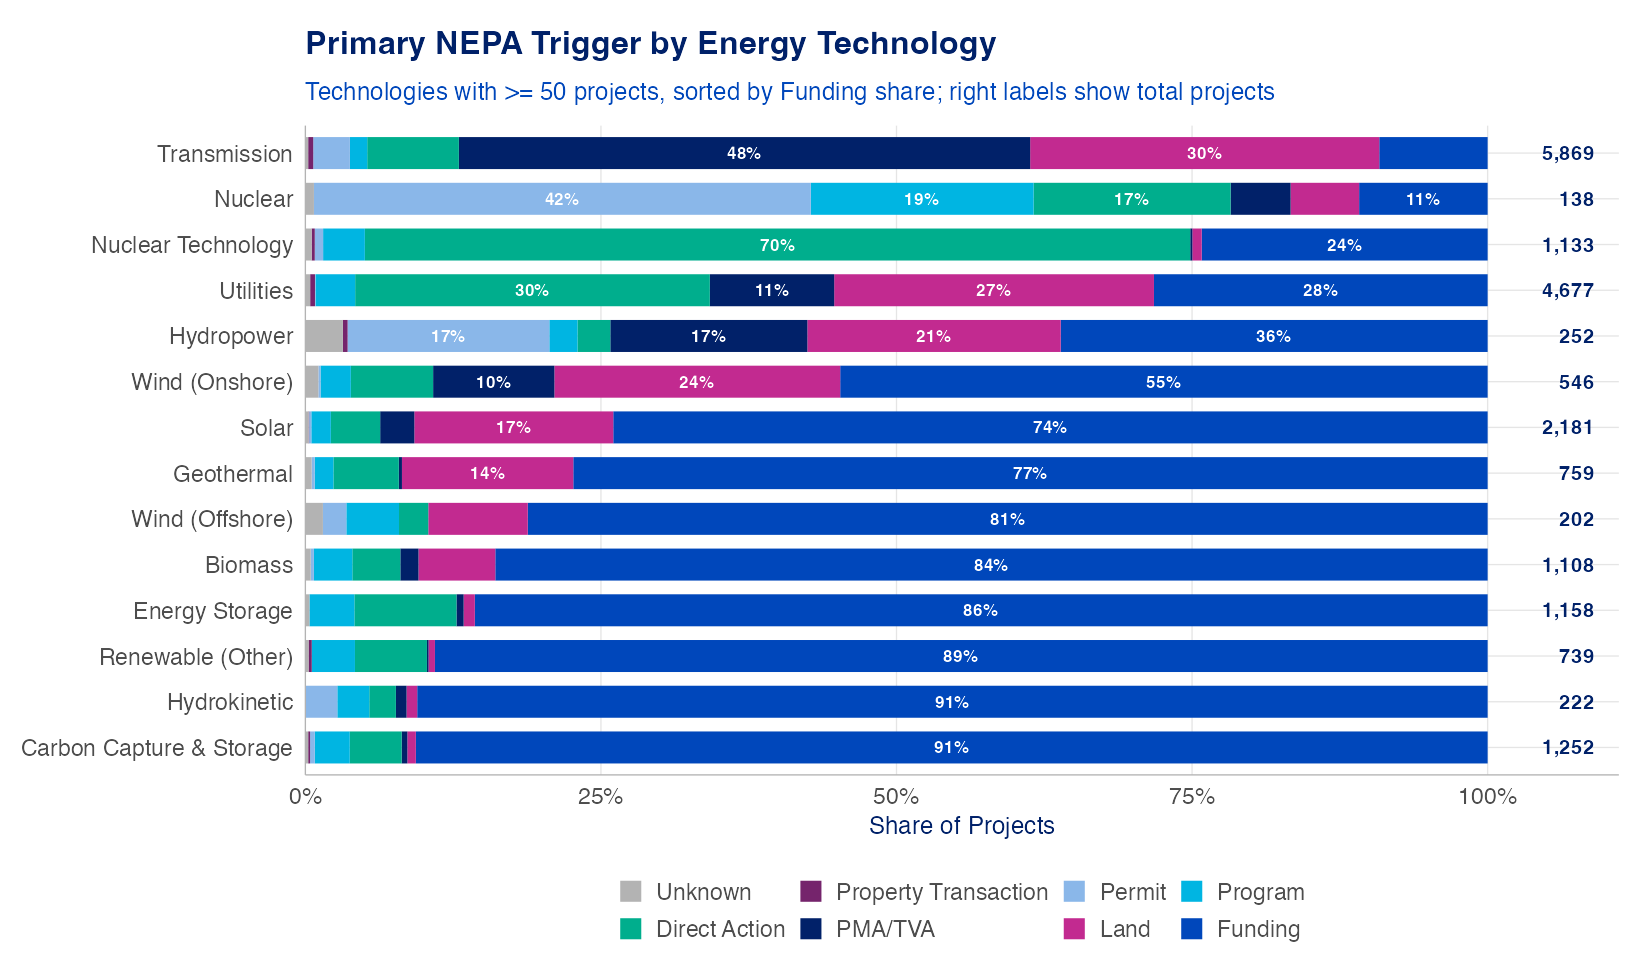 Primary NEPA Trigger by Energy Technology
Technologies with >= 50 projects, sorted by Funding share; right labels show total projects
Transmission 48% 30% 5,869
Nuclear 42% 19% 17% 11% 138
Nuclear Technology 70% 24% 1,133
Utilities 30% 11% 27% 28% 4,677
Hydropower 17% 17% 21% 36% 252
Wind (Onshore) 10% 24% 55% 546
Solar 17% 74% 2,181
Geothermal 14% 77% 759
Wind (Offshore) 81% 202
Biomass 84% 1,108
Energy Storage 86% 1,158
Renewable (Other) 89% 739
Hydrokinetic 91% 222
Carbon Capture & Storage 91% 1,252
0% 25% 50% 75% 100%
Share of Projects
Unknown Property Transaction Permit Program
Direct Action PMA/TVA Land Funding